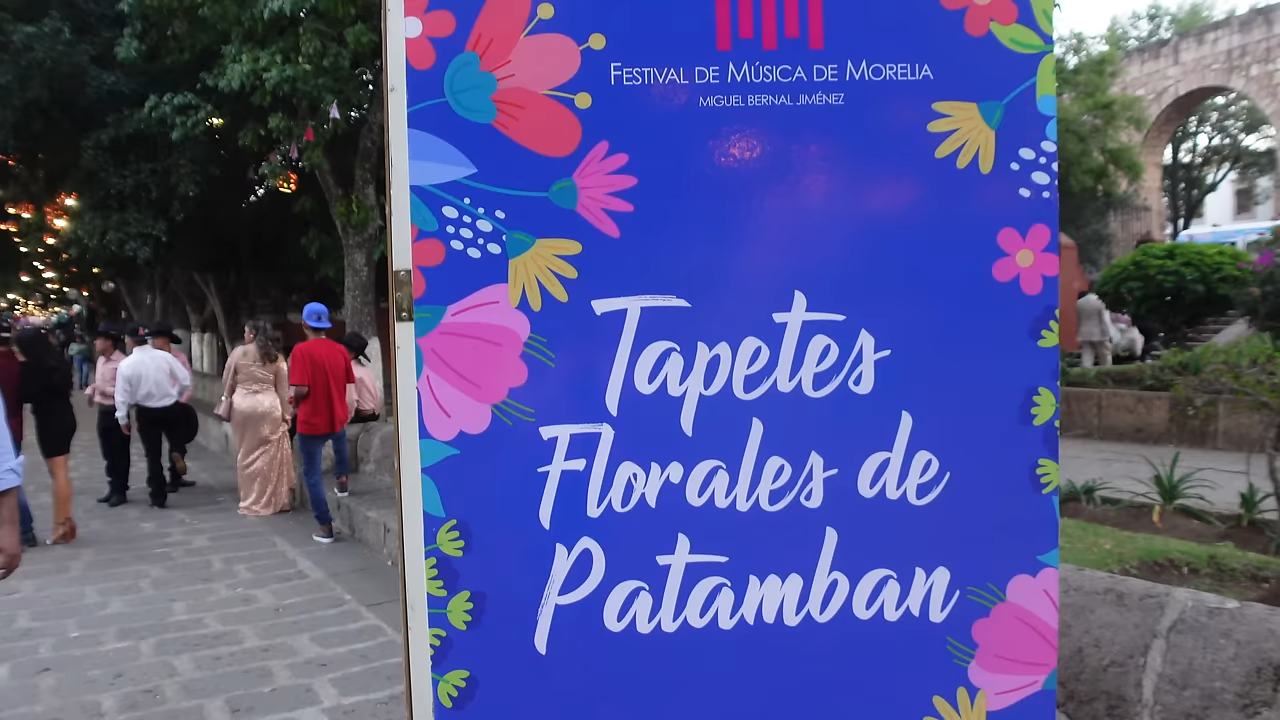 FESTIVAL DE MÚSICA DE MORELIA
MIGUEL BERNAL JIMÉNEZ
Tapetes
Florales de
Patamban